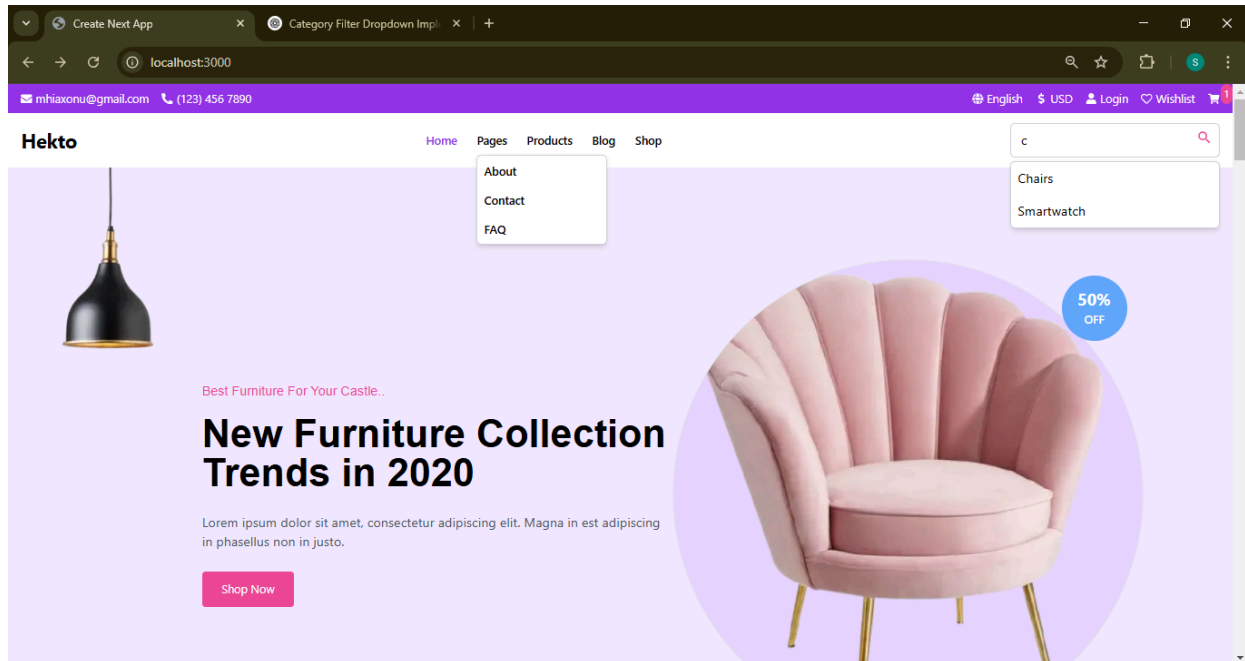 Create Next App
Category Filter Dropdown Impl
localhost:3000
S
mhiaxonu@gmail.com (123) 456 7890
English $ USD Login Wishlist 1
Hekto
Home Pages Products Blog Shop
c
About
Contact
FAQ
Chairs
Smartwatch
50%
OFF
Best Furniture For Your Castle..
New Furniture Collection
Trends in 2020
Lorem ipsum dolor sit amet, consectetur adipiscing elit. Magna in est adipiscing
in phasellus non in justo.
Shop Now